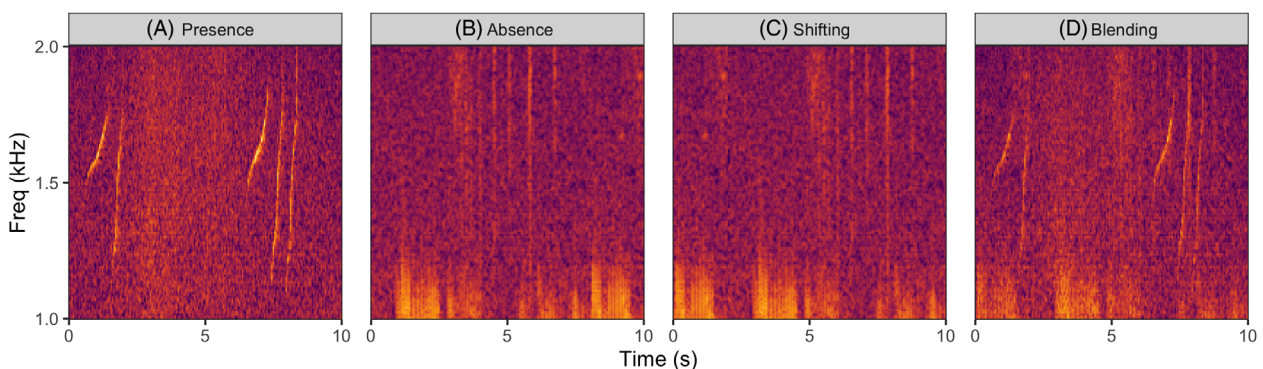 (A) Presence
(B) Absence
(C) Shifting
(D) Blending
Freq (kHz)
2.0
1.5
1.0
0 5 10
0 5 10
0 5 10
0 5 10
Time (s)